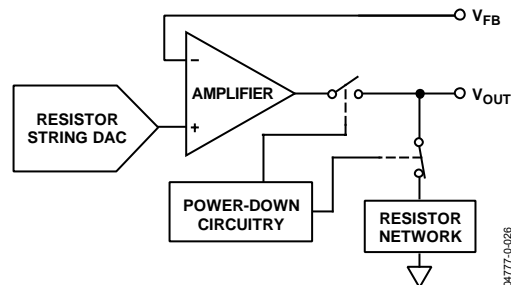 VFB
AMPLIFIER
VOUT
RESISTOR
STRING DAC
POWER-DOWN
CIRCUITRY
RESISTOR
NETWORK
04777-0-026
−
+